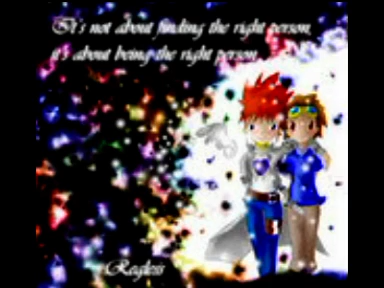 It's not about finding the right person,
it's about being the right person
Regless